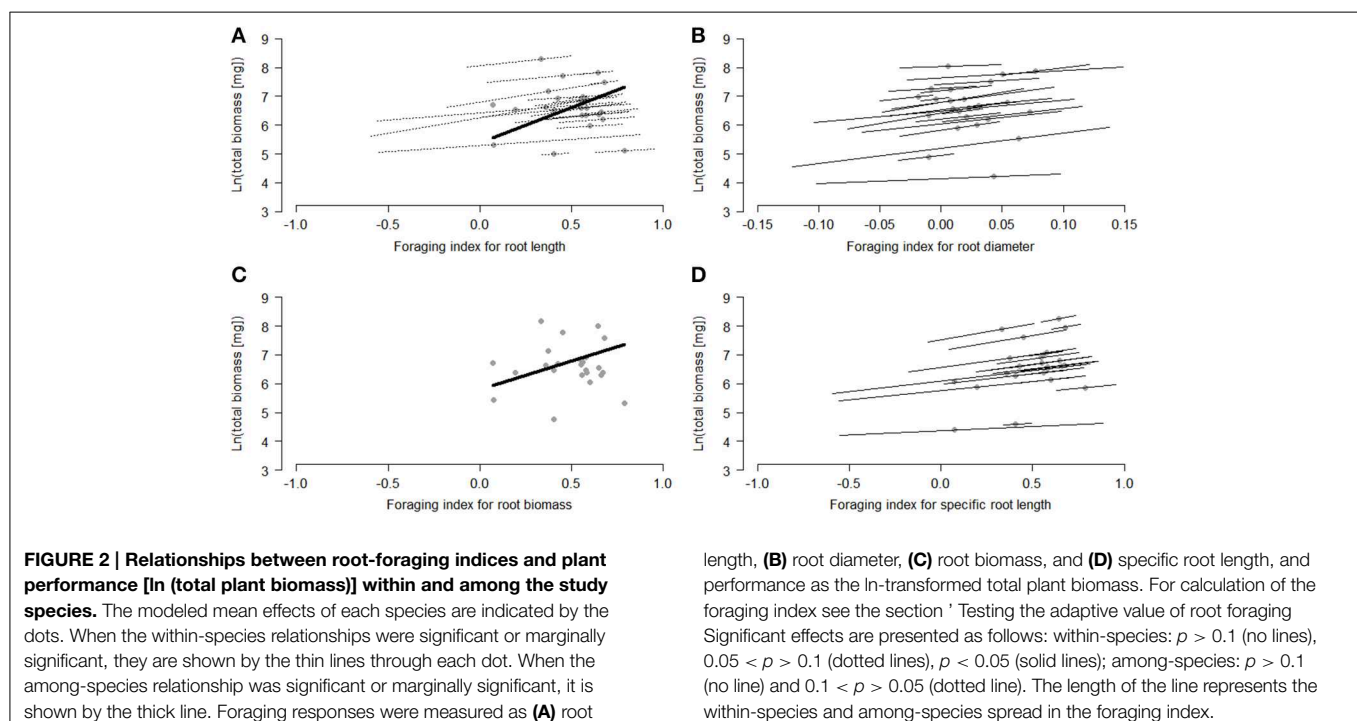 A
9
8
7
6
5
4
3
Ln(total biomass [mg])
-1.0
-0.5
0.0
0.5
1.0
Foraging index for root length
B
9
8
7
6
5
4
3
Ln(total biomass [mg])
-0.15
-0.10
-0.05
0.00
0.05
0.10
0.15
Foraging index for root diameter
C
9
8
7
6
5
4
3
Ln(total biomass [mg])
-1.0
-0.5
0.0
0.5
1.0
Foraging index for root biomass
D
9
8
7
6
5
4
3
Ln(total biomass [mg])
-1.0
-0.5
0.0
0.5
1.0
Foraging index for specific root length
FIGURE 2 | Relationships between root-foraging indices and plant
performance [ln (total plant biomass)] within and among the study
species. The modeled mean effects of each species are indicated by the
dots. When the within-species relationships were significant or marginally
significant, they are shown by the thin lines through each dot. When the
among-species relationship was significant or marginally significant, it is
shown by the thick line. Foraging responses were measured as (A) root
length, (B) root diameter, (C) root biomass, and (D) specific root length, and
performance as the ln-transformed total plant biomass. For calculation of the
foraging index see the section ' Testing the adaptive value of root foraging
Significant effects are presented as follows: within-species: p > 0.1 (no lines),
0.05 < p > 0.1 (dotted lines), p < 0.05 (solid lines); among-species: p > 0.1
(no line) and 0.1 < p > 0.05 (dotted line). The length of the line represents the
within-species and among-species spread in the foraging index.